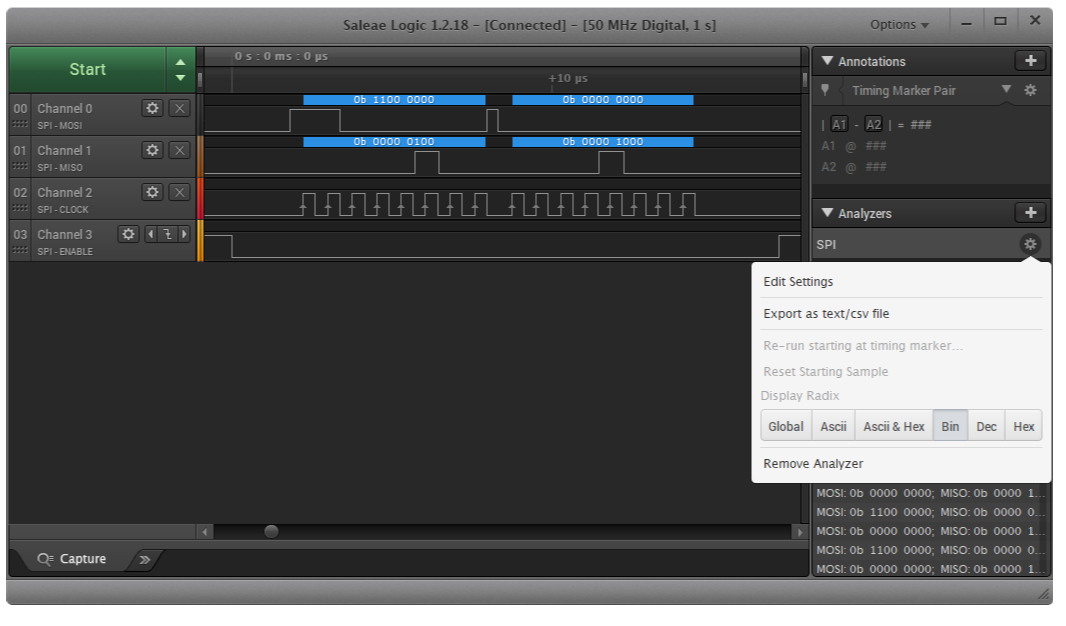 Saleae Logic 1.2.18 - [Connected] - [50 MHz Digital, 1 s]
Options
Start
0 s : 0 ms : 0 µs
+10 µs
00 Channel 0
SPI - MOSI
0b 1100 0000 0b 0000 0000
01 Channel 1
SPI - MISO
0b 0000 0100 0b 0000 1000
02 Channel 2
SPI - CLOCK
03 Channel 3
SPI - ENABLE
Capture
Annotations
Timing Marker Pair
| A1 - A2 | = ###
A1 @ ###
A2 @ ###
Analyzers
SPI
Edit Settings
Export as text/csv file
Re-run starting at timing marker...
Reset Starting Sample
Display Radix
Global Ascii Ascii & Hex Bin Dec Hex
Remove Analyzer
MOSI: 0b 0000 0000; MISO: 0b 0000 1...
MOSI: 0b 1100 0000; MISO: 0b 0000 0...
MOSI: 0b 0000 0000; MISO: 0b 0000 1...
MOSI: 0b 1100 0000; MISO: 0b 0000 0...
MOSI: 0b 0000 0000; MISO: 0b 0000 1...